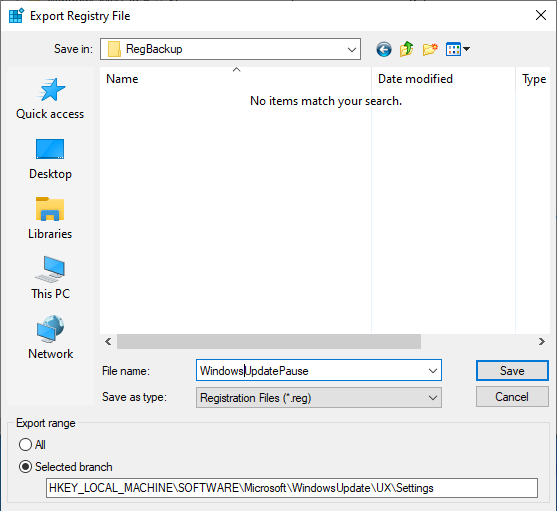 Export Registry File
Save in:
RegBackup
Name
Date modified
Type
No items match your search.
Quick access
Desktop
Libraries
This PC
Network
File name:
WindowsUpdatePause
Save
Save as type:
Registration Files (*.reg)
Cancel
Export range
All
Selected branch
HKEY_LOCAL_MACHINE\SOFTWARE\Microsoft\WindowsUpdate\UX\Settings